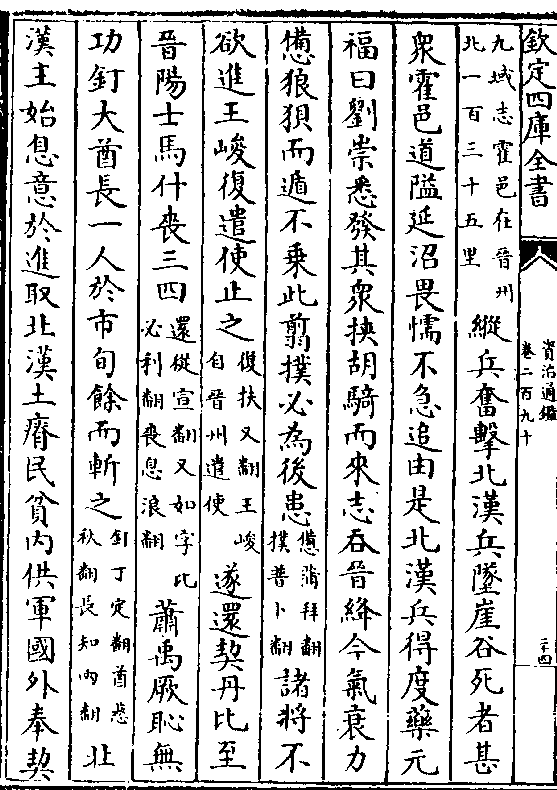 欽定四庫全書
資治通鑑
卷二百九十
二十四
九域志霍邑在晉州
北一百三十五里
縱兵奮擊北漢兵墜崖谷死者甚
衆霍邑道隘延沼畏懦不急追由是北漢兵得度藥元
福曰劉崇悉發其衆挾胡騎而來志吞晉絳今氣衰力
憊狼狽而遁不乗此翦撲必為後患
憊蒲拜翻
撲普卜翻
諸將不
欲進王峻復遣使止之
復扶又翻王峻
自晉州遣使
遂還契丹比至
晉陽士馬什喪三四
還從宣翻又如字比
必利翻喪息浪翻
蕭禹厥恥無
功釘大酋長一人於市旬餘而斬之
釘丁定翻酋慈
秋翻長知兩翻
北
漢主始息意於進取北漢土瘠民貧内供軍國外奉契